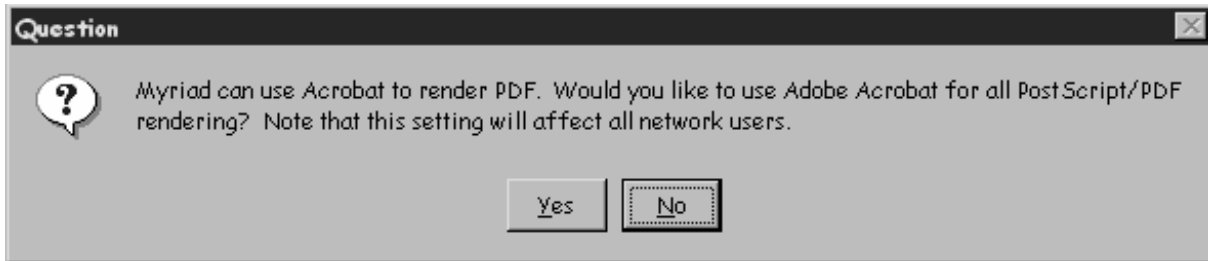 Question
Myriad can use Acrobat to render PDF.  Would you like to use Adobe Acrobat for all PostScript/PDF
rendering?  Note that this setting will affect all network users.
Yes No